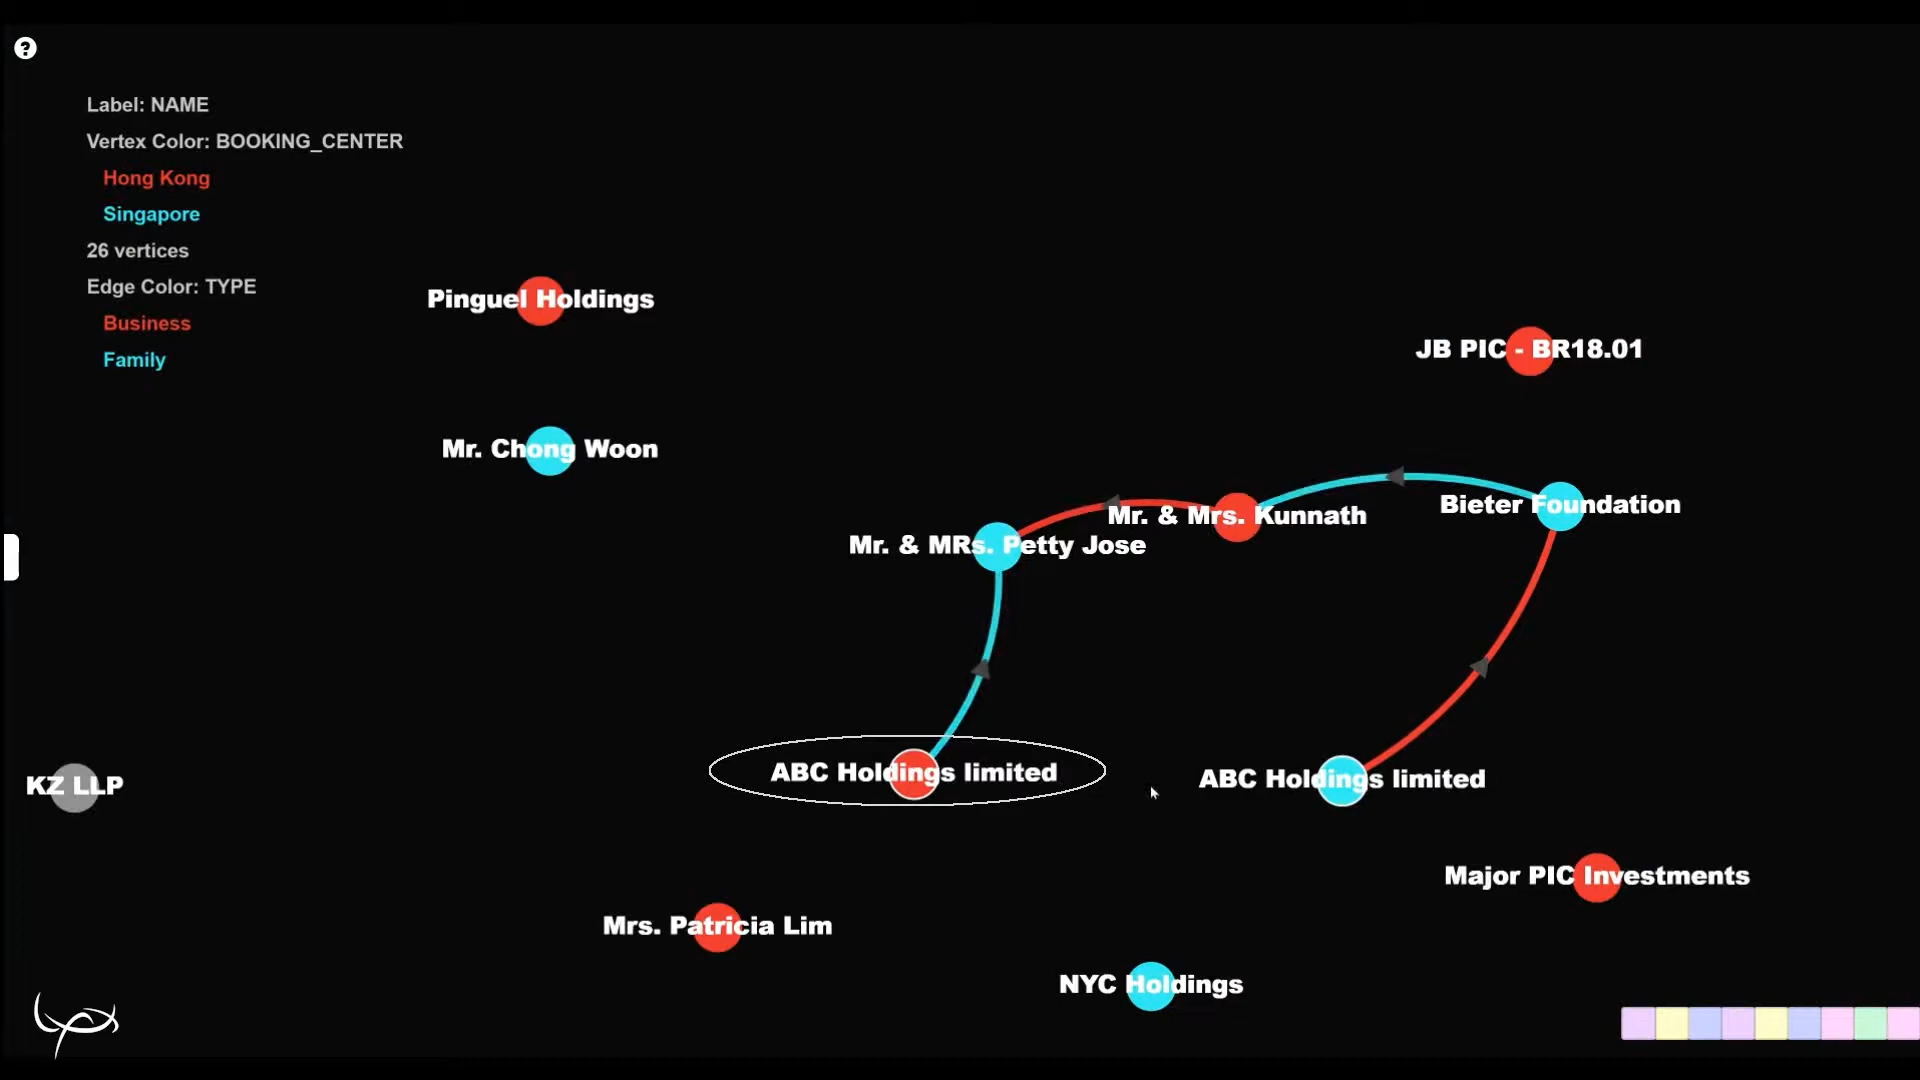 ?
Label: NAME
Vertex Color: BOOKING_CENTER
Hong Kong
Singapore
26 vertices
Edge Color: TYPE
Business
Family
Pinguel Holdings
JB PIC - BR18.01
Mr. Chong Woon
Bieter Foundation
Mr. & Mrs. Kunnath
Mr. & MRs. Petty Jose
ABC Holdings limited
ABC Holdings limited
KZ LLP
Major PIC Investments
Mrs. Patricia Lim
NYC Holdings